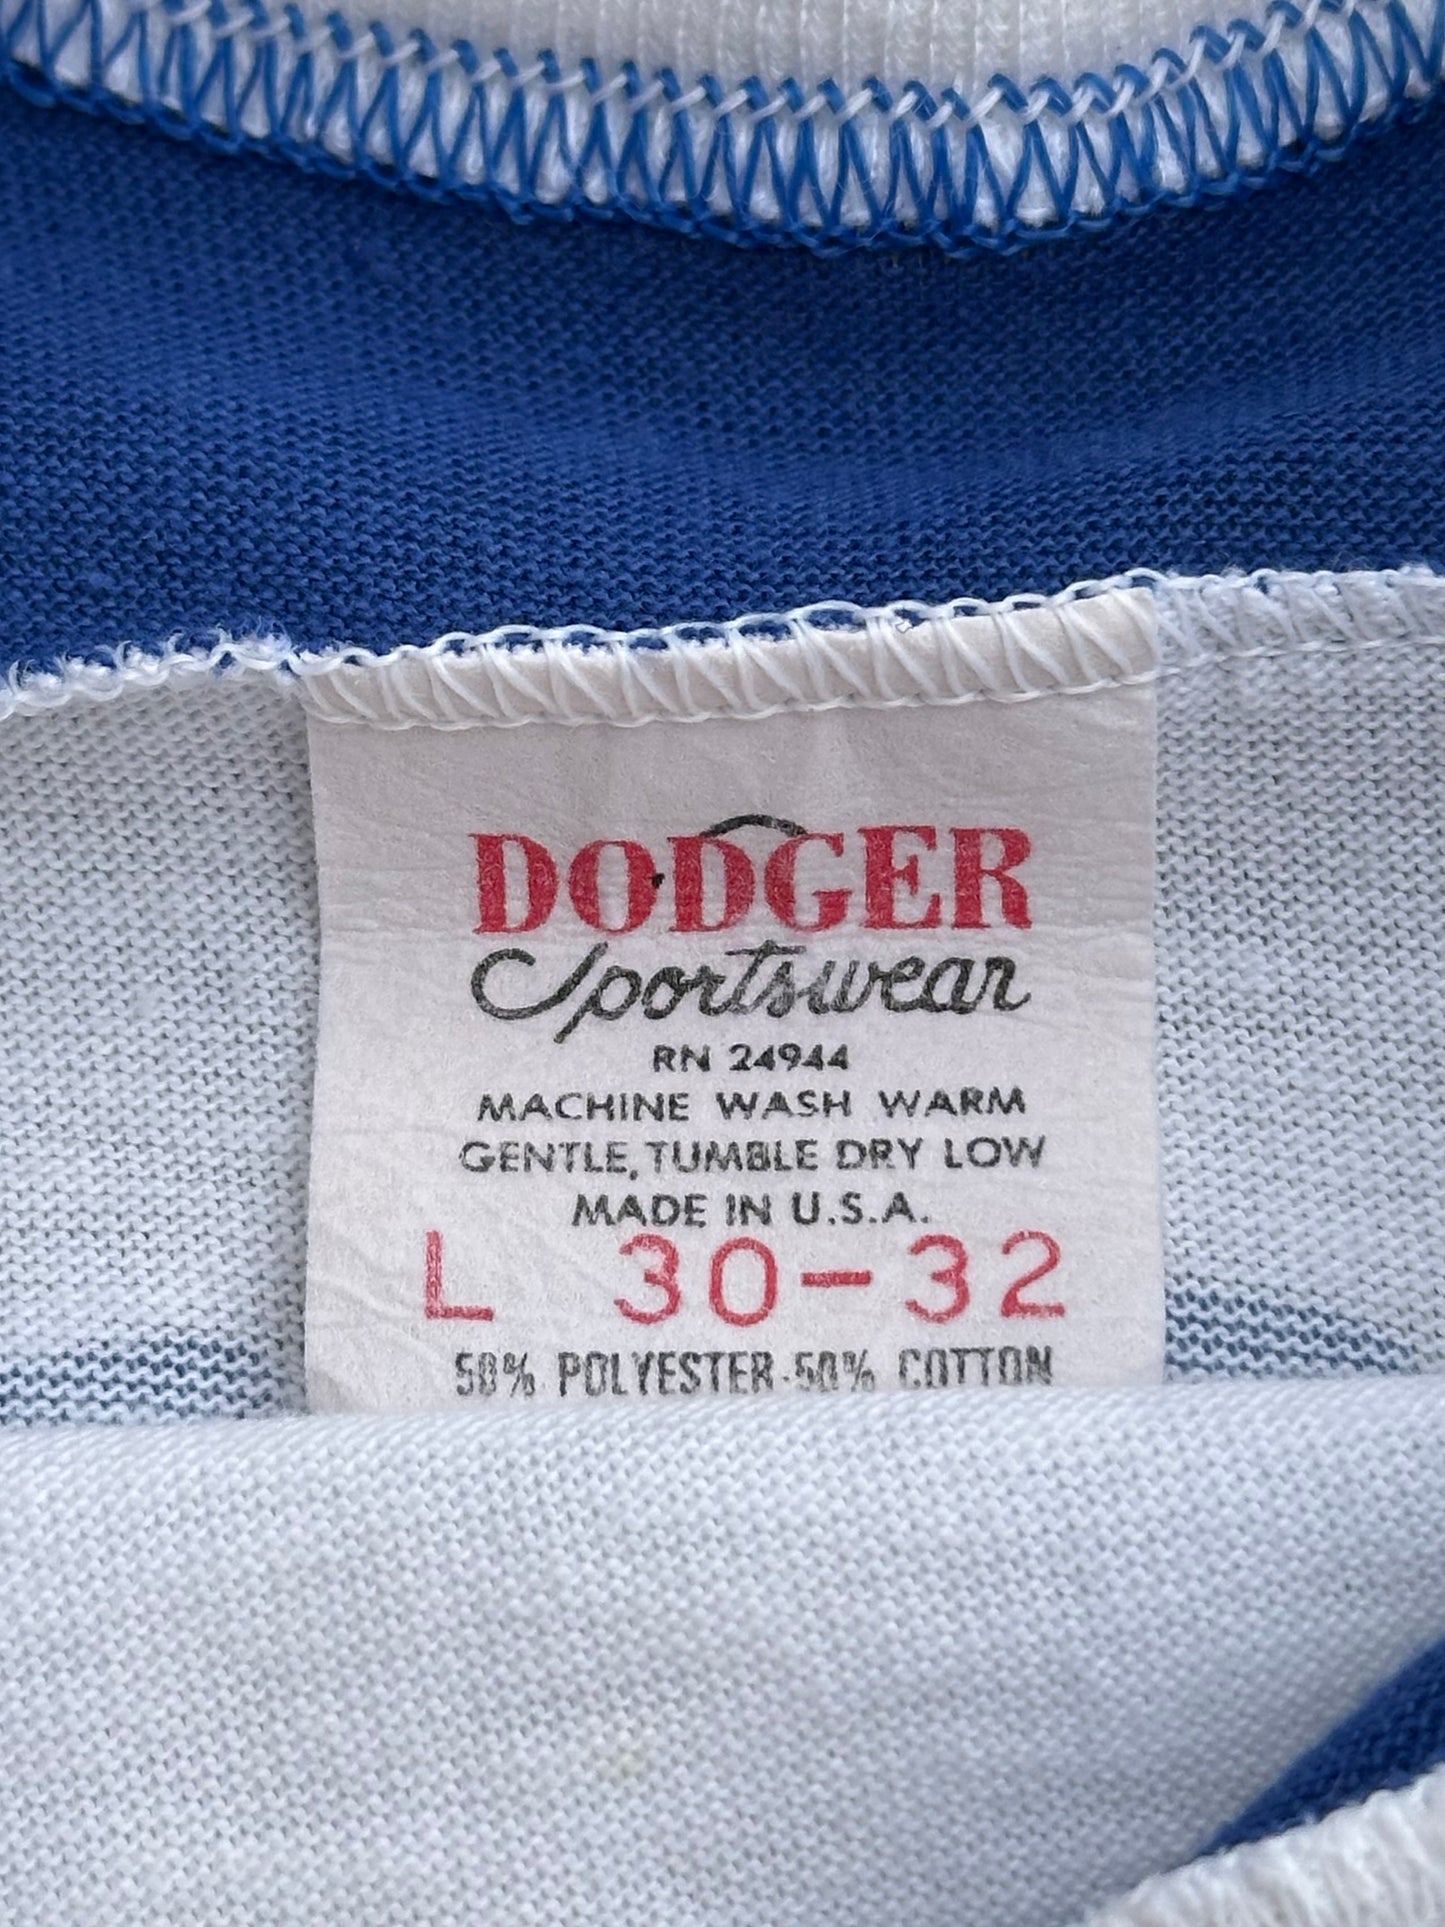 DODGER
Sportswear
RN 24944
MACHINE WASH WARM
GENTLE, TUMBLE DRY LOW
MADE IN U.S.A.
L 30-32
50% POLYESTER-50% COTTON